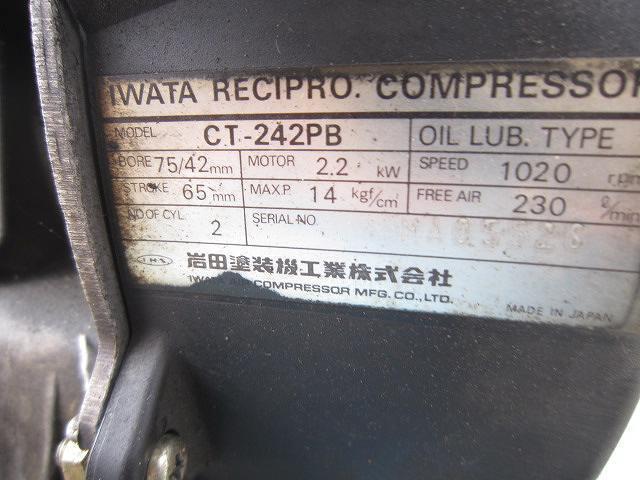 IWATA RECIPRO. COMPRESSOR
MODEL CT-242PB OIL LUB. TYPE
BORE 75/42mm MOTOR 2.2 kW SPEED 1020 rpm
STROKE 65mm MAX.P. 14 kgf/cm FREE AIR 230 ℓ/min
NO OF CYL. 2 SERIAL NO.
岩田塗装機工業株式会社
IWATA AIR COMPRESSOR MFG. CO., LTD.
MADE IN JAPAN